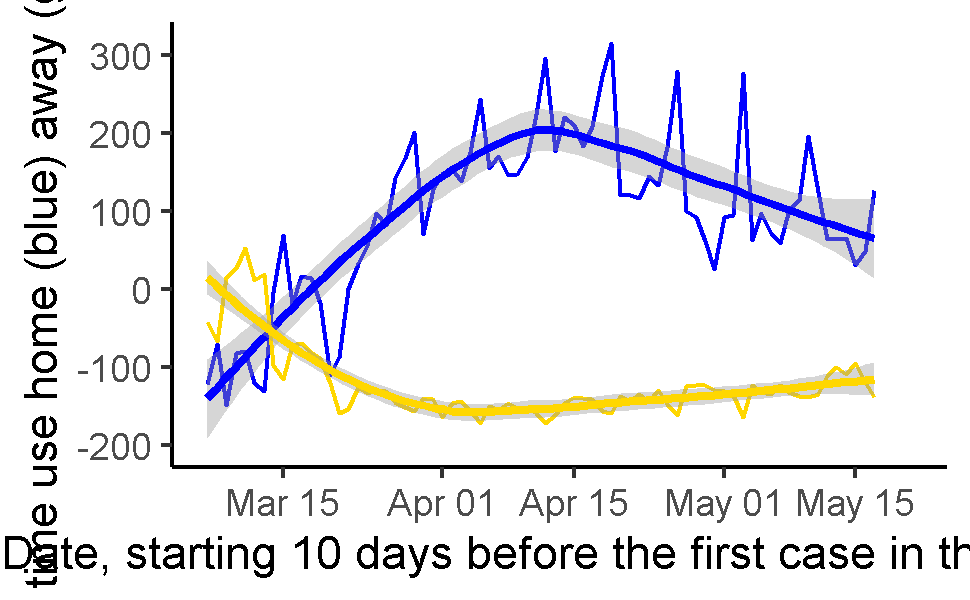 time use home (blue) away (
300
200
100
0
-100
-200
Mar 15 Apr 01 Apr 15 May 01 May 15
Date, starting 10 days before the first case in th